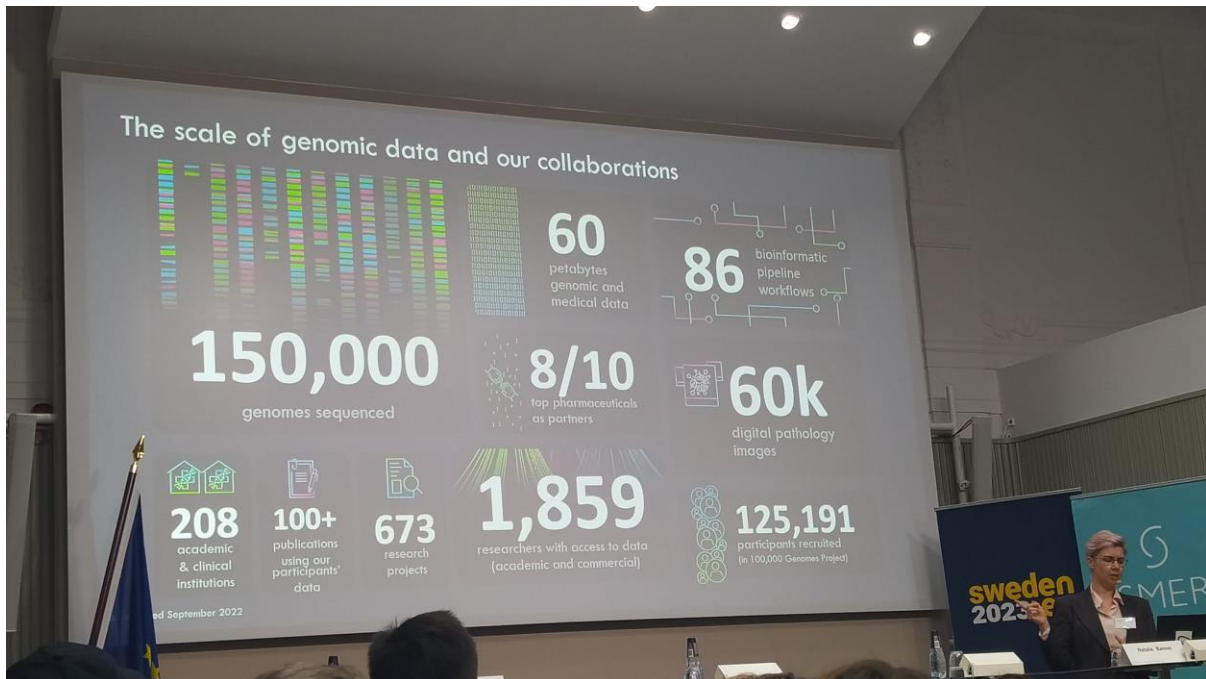 The scale of genomic data and our collaborations
150,000
genomes sequenced
60
petabytes
genomic and
medical data
86
bioinformatic
pipeline
workflows
8/10
top pharmaceuticals
as partners
60k
digital pathology
images
208
academic
& clinical
institutions
100+
publications
using our
participants'
data
673
research
projects
1,859
researchers with access to data
(academic and commercial)
125,191
participants recruited
(in 100,000 Genomes Project)
September 2022
sweden
2023
SMER